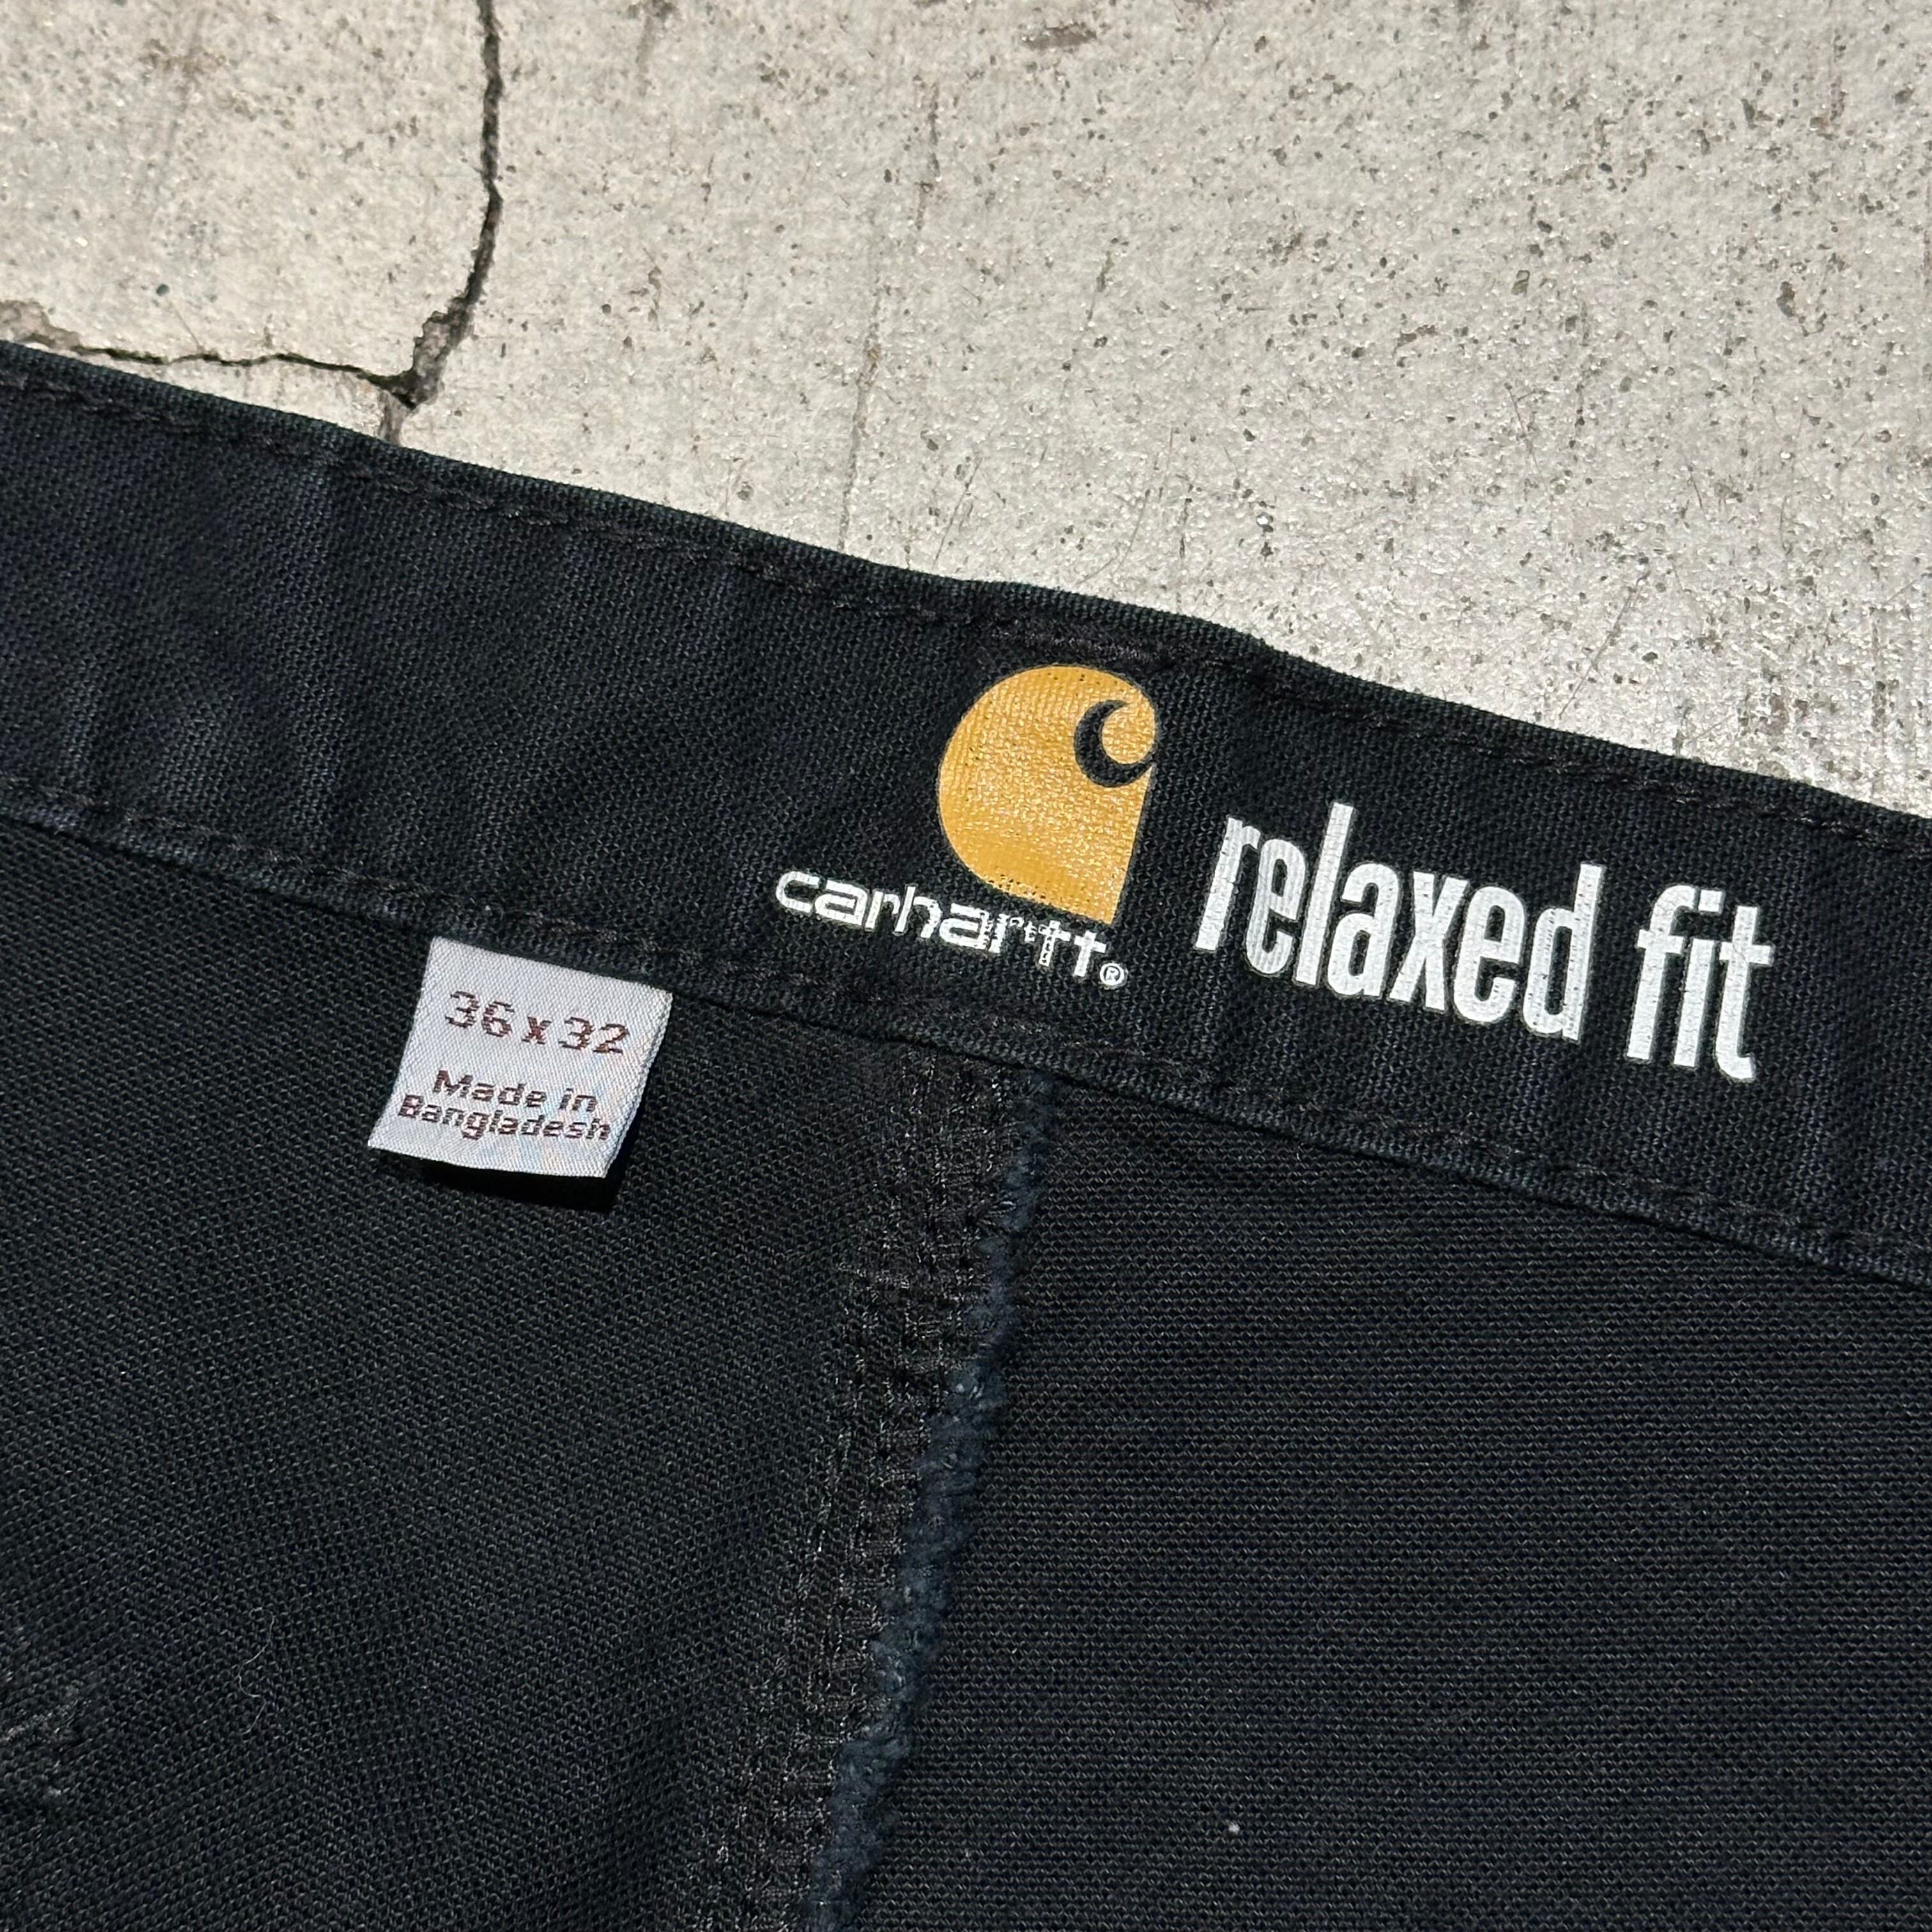 carhartt®
relaxed fit
36 x 32
Made in
Bangladesh